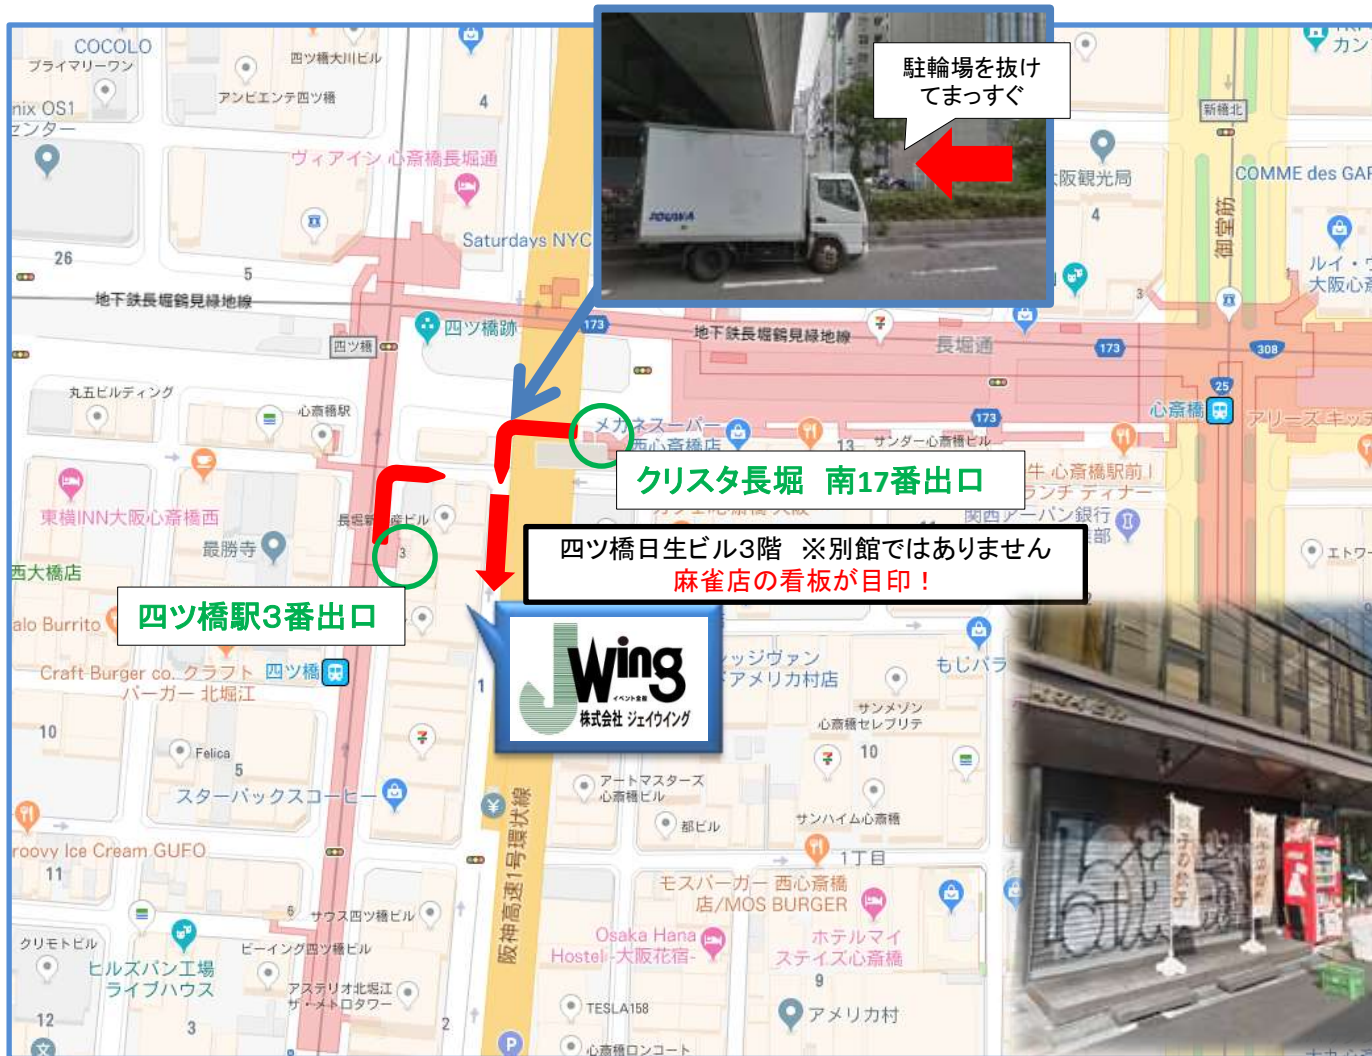 COCOLO
プライマリーワン
四ツ橋大川ビル
アンビエンテ四ツ橋
nix OS1
センター
4
ヴィアイン 心斎橋長堀通
Saturdays NYC
26
5
地下鉄長堀鶴見緑地線
四ツ橋跡
四ツ橋
173
地下鉄長堀鶴見緑地線
長堀通
173
308
25
173
心斎橋
JOUWA
駐輪場を抜け
てまっすぐ
新橋北
カン
大阪観光局
4
COMME des GAR
御堂筋
ルイ・ヴ
大阪心斎
3
1
丸五ビルディング
心斎橋駅
メガネスーパー
西心斎橋店
13
サンダー心斎橋ビル
アリーズ キッ
牛 心斎橋駅前
ランチ ディナー
クリスタ長堀 南17番出口
関西アーバン銀行
エトワー
東横INN大阪心斎橋西
最勝寺
3
西大橋店
四ツ橋日生ビル3階 ※別館ではありません
麻雀店の看板が目印！
四ツ橋駅3番出口
alo Burrito
Craft Burger co. クラフト
バーガー 北堀江
四ツ橋
JWing
イベント企画
株式会社 ジェイウイング
1
ッジヴァン
アメリカ村店
もじパラ
サンメゾン
心斎橋セレブリテ
10
10
Felica
5
スターバックスコーヒー
アートマスターズ
心斎橋ビル
都ビル
サンハイム心斎橋
阪神高速1号環状線
roovy Ice Cream GUFO
11
1丁目
モスバーガー 西心斎橋
店/MOS BURGER
6
サウス四ツ橋ビル
クリモトビル
ビーイング四ツ橋ビル
Osaka Hana
Hostel -大阪花宿-
ホテルマイ
ステイズ心斎橋
9
ヒルズパン工場
ライブハウス
アステリオ北堀江
ザ・メトロタワー
TESLA158
アメリカ村
12
3
2
P
心斎橋ロンコート